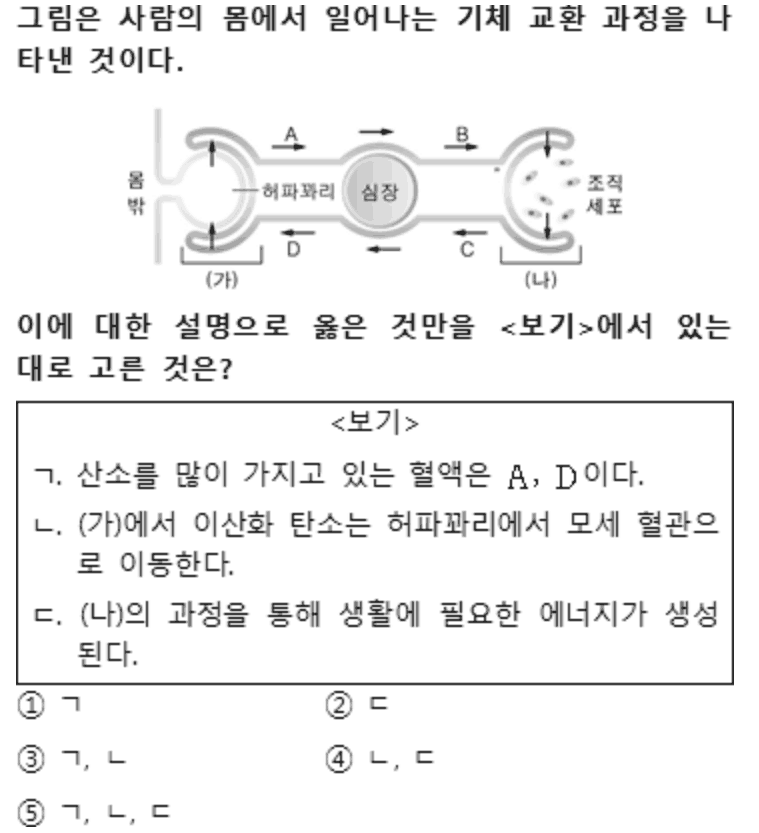 그림은 사람의 몸에서 일어나는 기체 교환 과정을 나
타낸 것이다.
A
B
몸
밖
허파꽈리
심장
조직
세포
D
C
(가)
(나)
이에 대한 설명으로 옳은 것만을 <보기>에서 있는
대로 고른 것은?
<보기>
ㄱ. 산소를 많이 가지고 있는 혈액은 A, D이다.
ㄴ. (가)에서 이산화 탄소는 허파꽈리에서 모세 혈관으
로 이동한다.
ㄷ. (나)의 과정을 통해 생활에 필요한 에너지가 생성
된다.
① ㄱ ② ㄷ
③ ㄱ, ㄴ ④ ㄴ, ㄷ
⑤ ㄱ, ㄴ, ㄷ